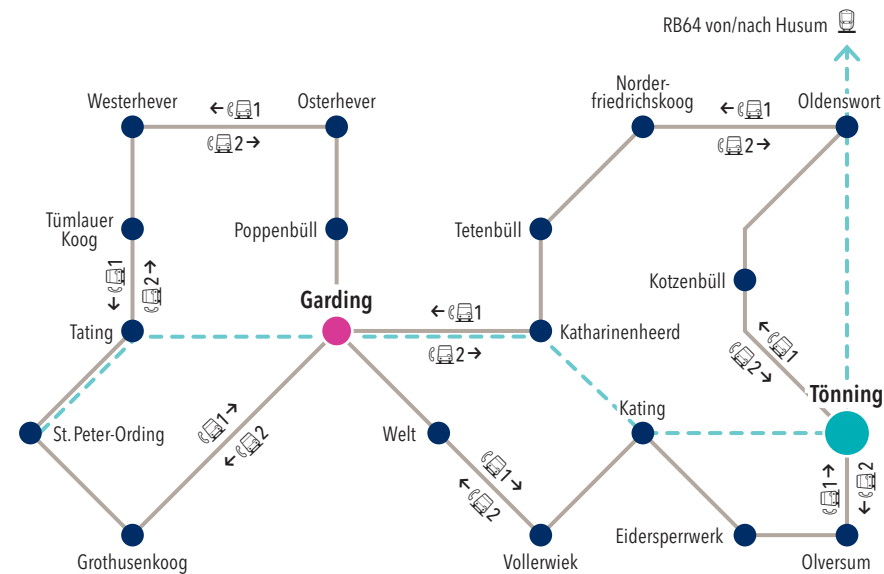 RB64 von/nach Husum
Westerhever
←1
2→
Osterhever
Norder-
friedrichskoog
←1
2→
Oldenswort
Tümlauer
Koog
Poppenbüll
Tetenbüll
Kotzenbüll
←1
2→
Garding
←1
2→
Tating
Katharinenheerd
←1
2→
Tönning
St. Peter-Ording
1→
←2
Welt
Kating
1→
←2
1→
←2
Grothusenkoog
Vollerwiek
Eidersperrwerk
Olversum